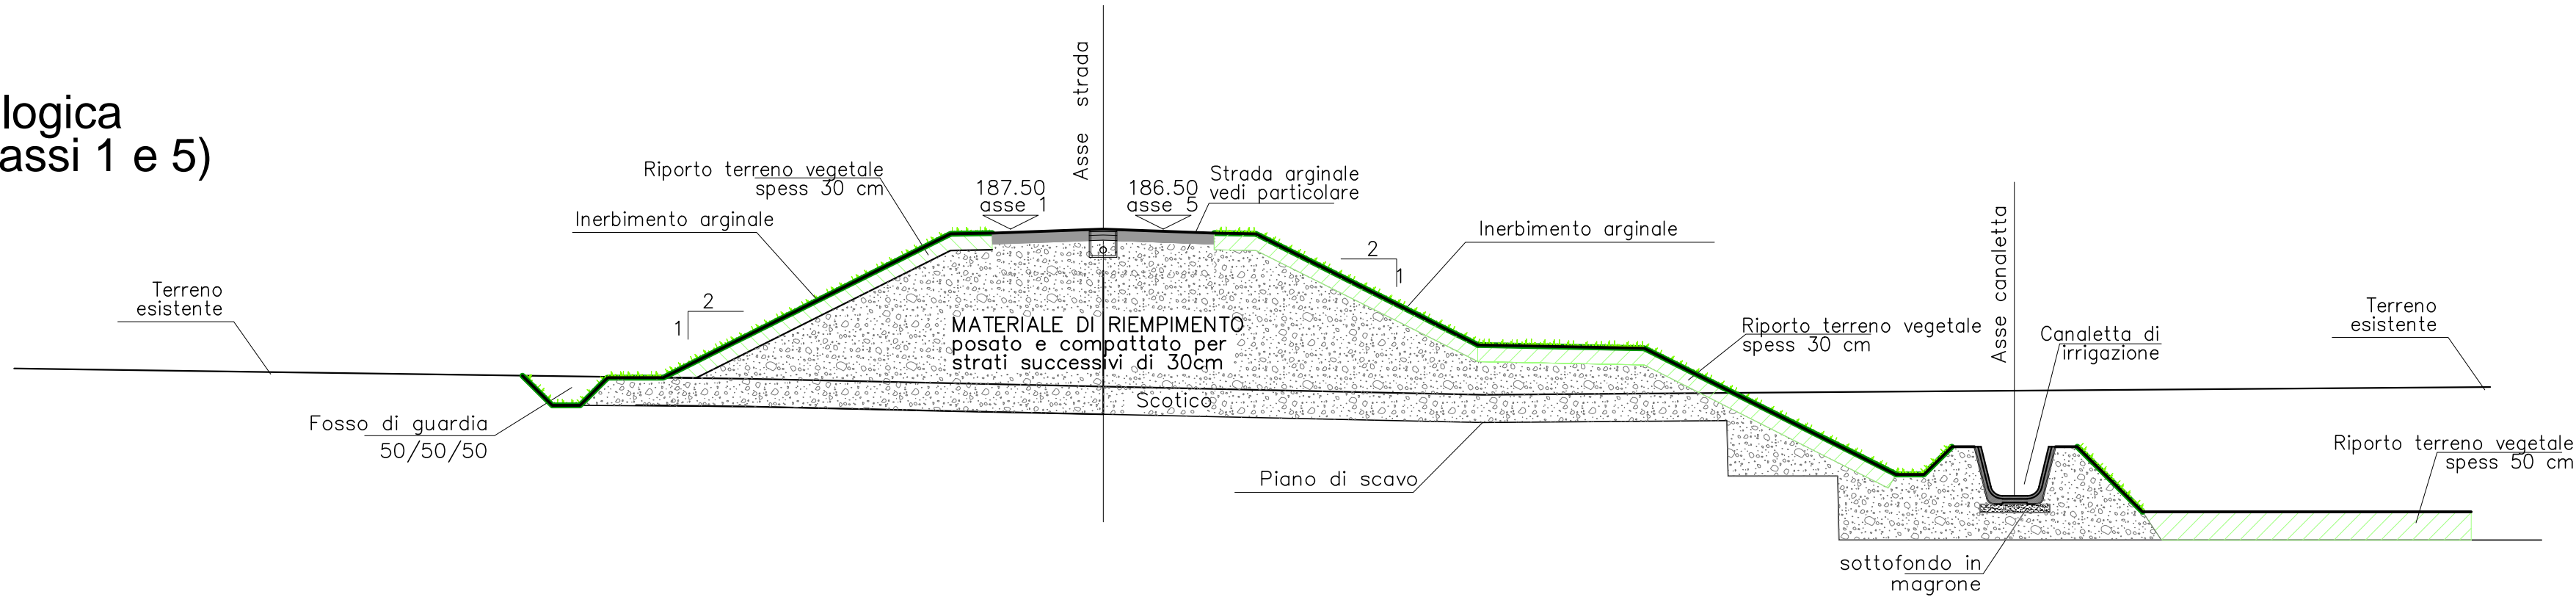 logica
assi 1 e 5)
Asse strada
Riporto terreno vegetale
spess 30 cm
187.50
asse 1
186.50
asse 5
Strada arginale
vedi particolare
Inerbimento arginale
Inerbimento arginale
2
1
2
1
Asse canaletta
Terreno
esistente
MATERIALE DI RIEMPIMENTO
posato e compattato per
strati successivi di 30cm
Riporto terreno vegetale
spess 30 cm
Canaletta di
irrigazione
Terreno
esistente
Scotico
Fosso di guardia
50/50/50
Piano di scavo
Riporto terreno vegetale
spess 50 cm
sottofondo in
magrone